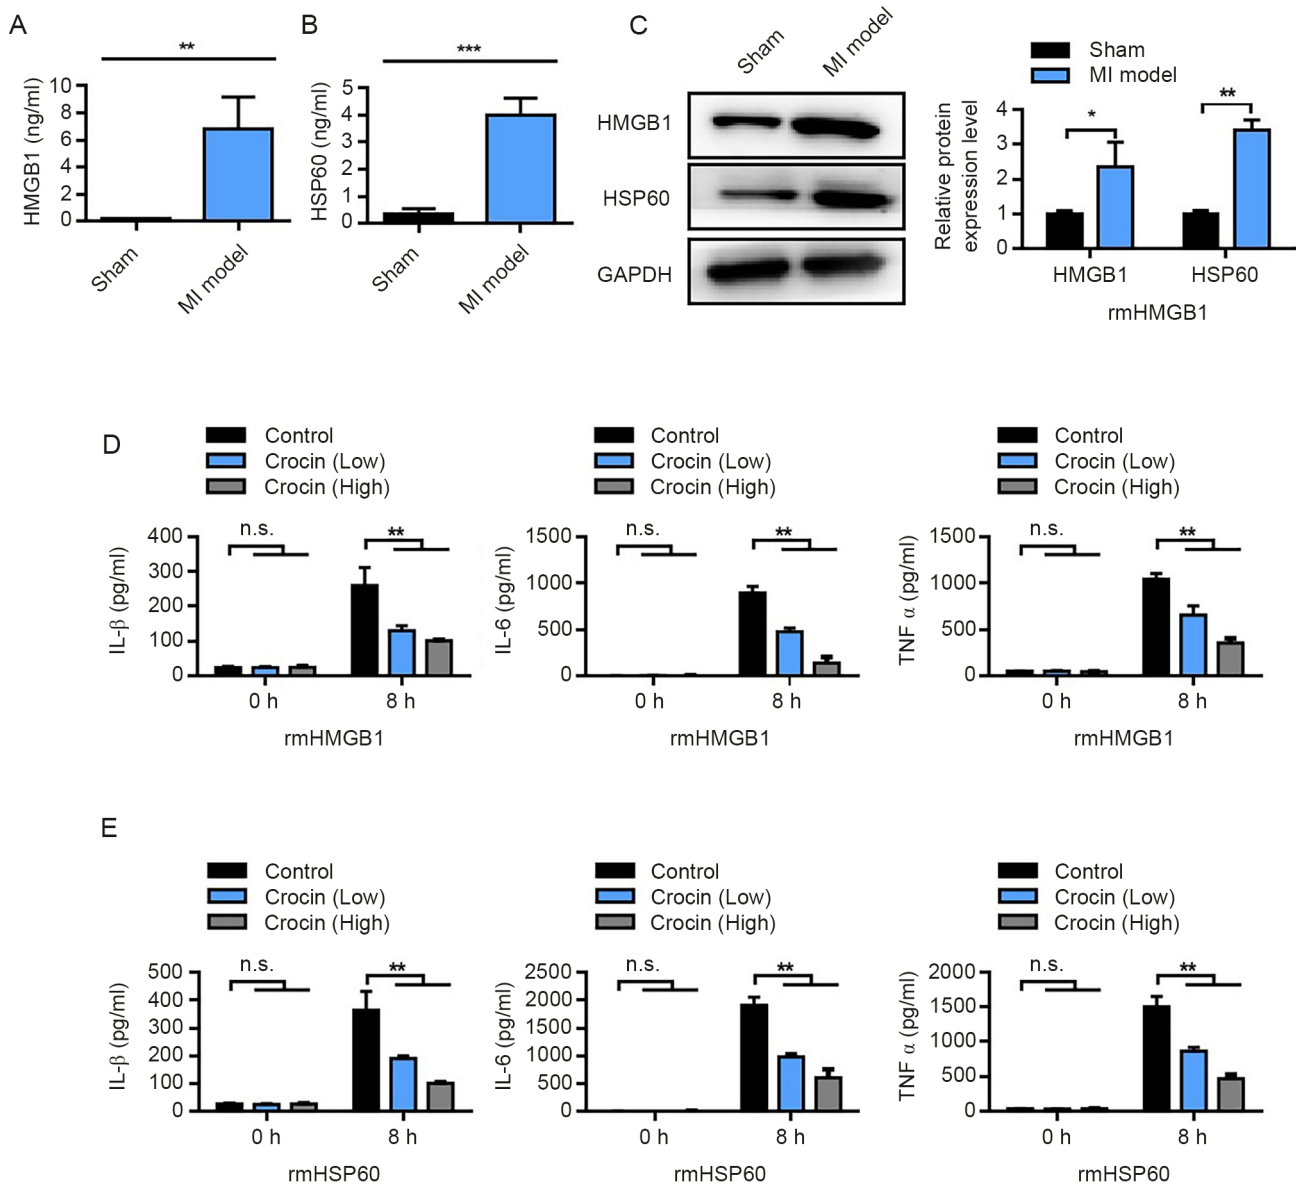 A
**
HMGB1 (ng/ml)
10
8
6
4
2
0
Sham
MI model
B
***
HSP60 (ng/ml)
5
4
3
2
1
0
Sham
MI model
C
Sham
MI model
HMGB1
HSP60
GAPDH
Sham
MI model
Relative protein
expression level
4
3
2
1
0
*
**
HMGB1
HSP60
rmHMGB1
D
Control
Crocin (Low)
Crocin (High)
IL-β (pg/ml)
400
300
200
100
0
n.s.
**
0 h
8 h
rmHMGB1
Control
Crocin (Low)
Crocin (High)
IL-6 (pg/ml)
1500
1000
500
0
n.s.
**
0 h
8 h
rmHMGB1
Control
Crocin (Low)
Crocin (High)
TNF α (pg/ml)
1500
1000
500
0
n.s.
**
0 h
8 h
rmHMGB1
E
Control
Crocin (Low)
Crocin (High)
IL-β (pg/ml)
500
400
300
200
100
0
n.s.
**
0 h
8 h
rmHSP60
Control
Crocin (Low)
Crocin (High)
IL-6 (pg/ml)
2500
2000
1500
1000
500
0
n.s.
**
0 h
8 h
rmHSP60
Control
Crocin (Low)
Crocin (High)
TNF α (pg/ml)
2000
1500
1000
500
0
n.s.
**
0 h
8 h
rmHSP60